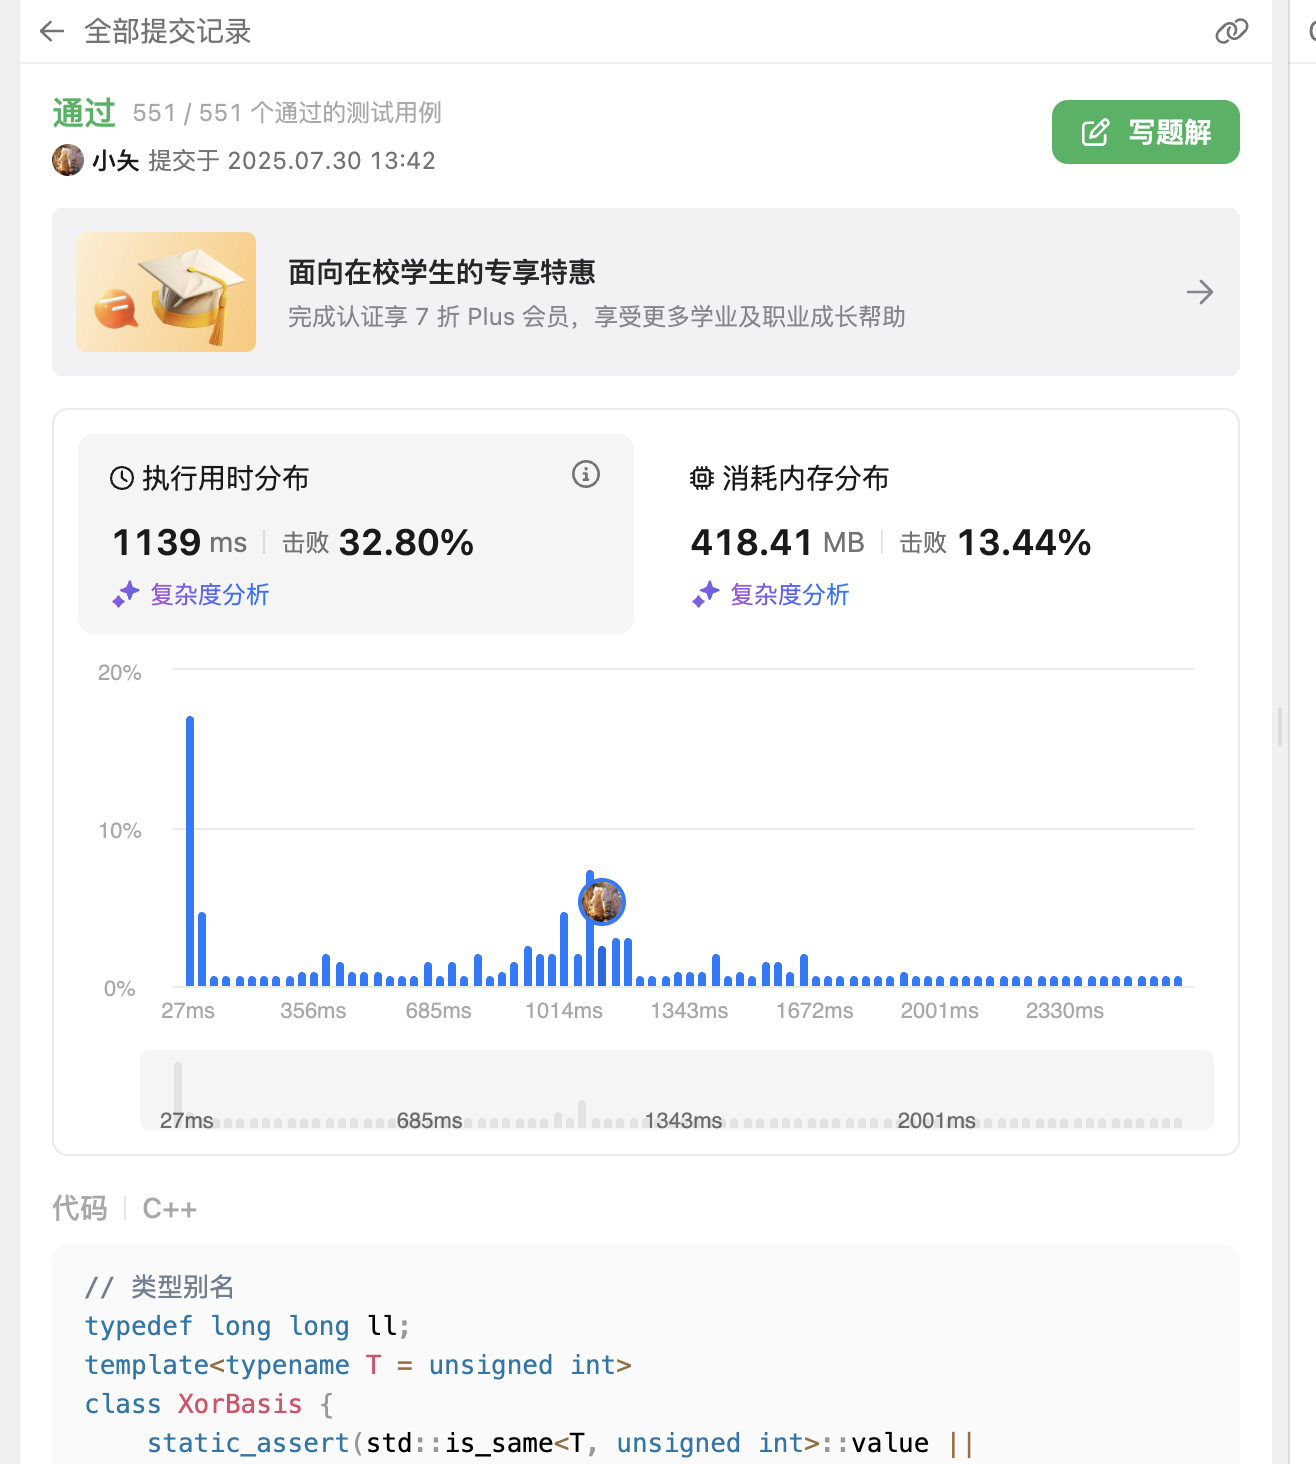 全部提交记录
通过 551 / 551 个通过的测试用例
写题解
小头 提交于 2025.07.30 13:42
面向在校学生的专享特惠
完成认证享 7 折 Plus 会员，享受更多学业及职业成长帮助
执行用时分布
1139 ms 击败 32.80%
复杂度分析
消耗内存分布
418.41 MB 击败 13.44%
复杂度分析
20%
10%
0%
27ms 356ms 685ms 1014ms 1343ms 1672ms 2001ms 2330ms
27ms 685ms 1343ms 2001ms
代码 C++
// 类型别名
typedef long long ll;
template<typename T = unsigned int>
class XorBasis {
static_assert(std::is_same<T, unsigned int>::value ||